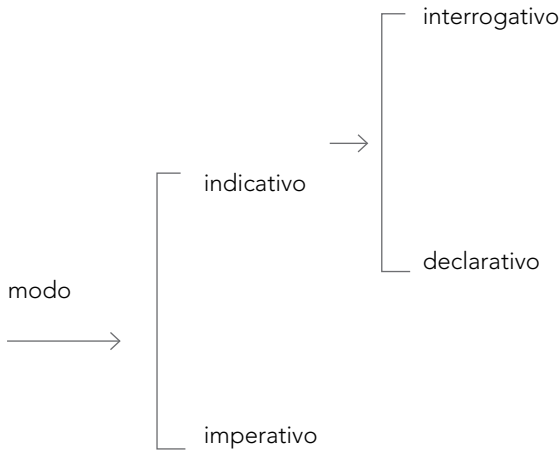 interrogativo
indicativo
declarativo
modo
imperativo